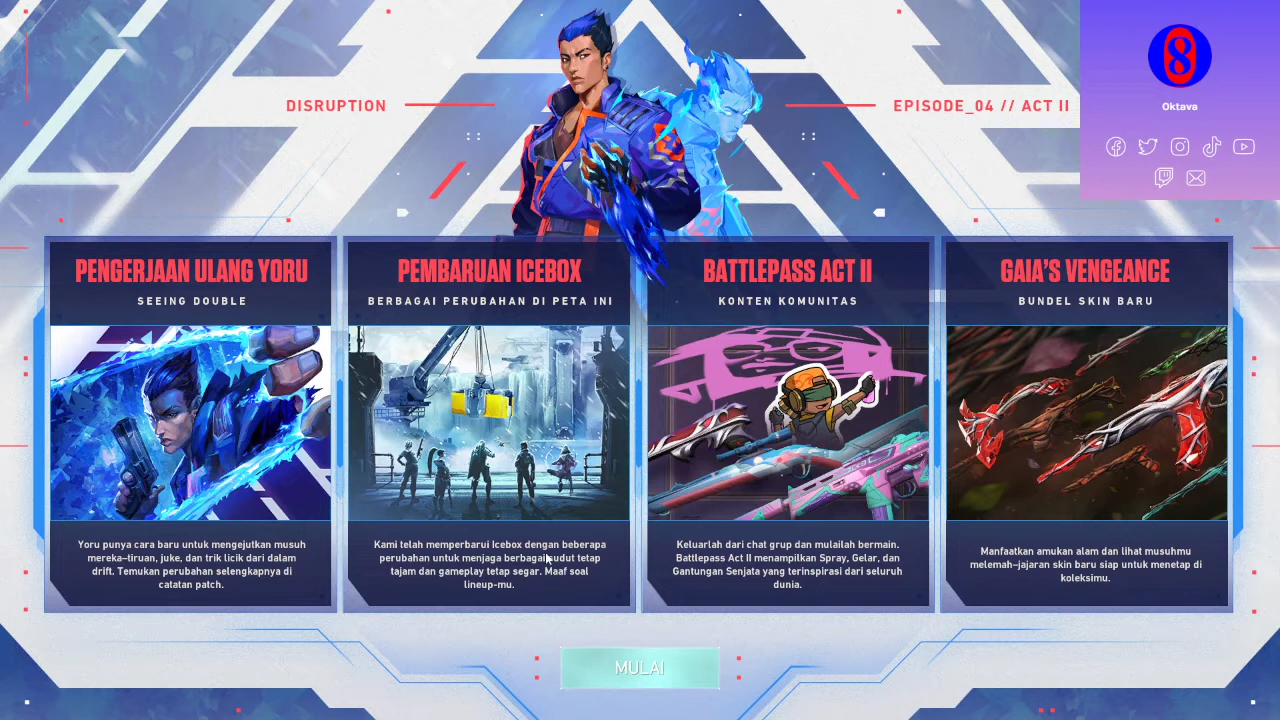 DISRUPTION
EPISODE_04 // ACT II
8
Oktava
PENGERJAAN ULANG YORU
SEEING DOUBLE
Yoru punya cara baru untuk mengejutkan musuh
mereka–tiruan, juke, dan trik licik dari dalam
drift. Temukan perubahan selengkapnya di
catatan patch.
PEMBARUAN ICEBOX
BERBAGAI PERUBAHAN DI PETA INI
Kami telah memperbarui Icebox dengan beberapa
perubahan untuk menjaga berbagai sudut tetap
tajam dan gameplay tetap segar. Maaf soal
lineup-mu.
BATTLEPASS ACT II
KONTEN KOMUNITAS
Keluarlah dari chat grup dan mulailah bermain.
Battlepass Act II menampilkan Spray, Gelar, dan
Gantungan Senjata yang terinspirasi dari seluruh
dunia.
GAIA'S VENGEANCE
BUNDEL SKIN BARU
Manfaatkan amukan alam dan lihat musuhmu
melemah–jajaran skin baru siap untuk menetap di
koleksimu.
MULAI